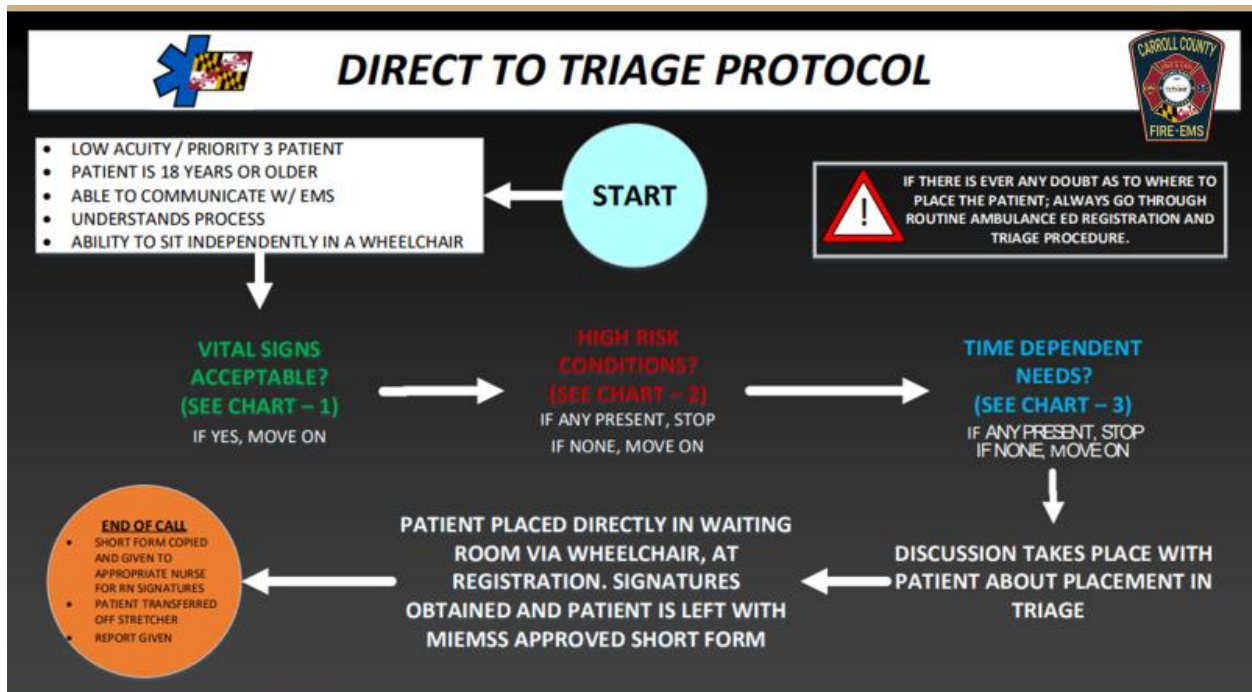 DIRECT TO TRIAGE PROTOCOL
CARROLL COUNTY
FIRE-EMS
• LOW ACUITY / PRIORITY 3 PATIENT
• PATIENT IS 18 YEARS OR OLDER
• ABLE TO COMMUNICATE W/ EMS
• UNDERSTANDS PROCESS
• ABILITY TO SIT INDEPENDENTLY IN A WHEELCHAIR
START
!
IF THERE IS EVER ANY DOUBT AS TO WHERE TO
PLACE THE PATIENT; ALWAYS GO THROUGH
ROUTINE AMBULANCE ED REGISTRATION AND
TRIAGE PROCEDURE.
VITAL SIGNS
ACCEPTABLE?
(SEE CHART – 1)
IF YES, MOVE ON
HIGH RISK
CONDITIONS?
(SEE CHART – 2)
IF ANY PRESENT, STOP
IF NONE, MOVE ON
TIME DEPENDENT
NEEDS?
(SEE CHART – 3)
IF ANY PRESENT, STOP
IF NONE, MOVE ON
DISCUSSION TAKES PLACE WITH
PATIENT ABOUT PLACEMENT IN
TRIAGE
PATIENT PLACED DIRECTLY IN WAITING
ROOM VIA WHEELCHAIR, AT
REGISTRATION. SIGNATURES
OBTAINED AND PATIENT IS LEFT WITH
MIEMSS APPROVED SHORT FORM
END OF CALL
• SHORT FORM COPIED
AND GIVEN TO
APPROPRIATE NURSE
FOR RN SIGNATURES
• PATIENT TRANSFERRED
OFF STRETCHER
• REPORT GIVEN